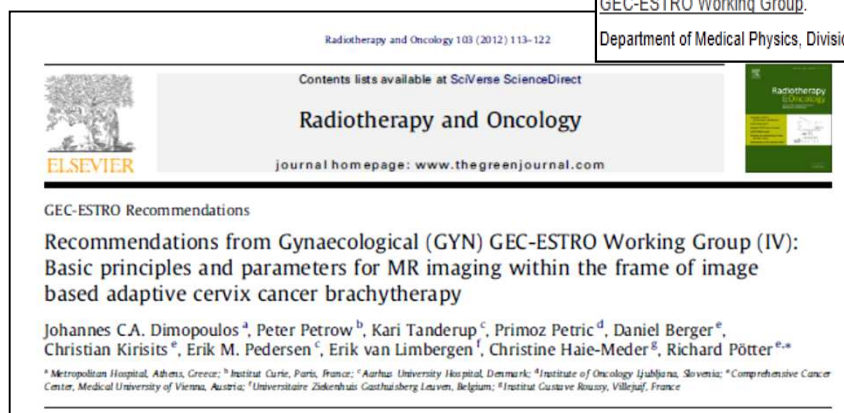 GEC-ESTRO Working Group.
Department of Medical Physics, Divisio
Radiotherapy and Oncology 103 (2012) 113–122
Contents lists available at SciVerse ScienceDirect
Radiotherapy and Oncology
journal homepage: www.thegreenjournal.com
ELSEVIER
Radiotherapy
&Oncology
GEC-ESTRO Recommendations
Recommendations from Gynaecological (GYN) GEC-ESTRO Working Group (IV):
Basic principles and parameters for MR imaging within the frame of image
based adaptive cervix cancer brachytherapy
Johannes C.A. Dimopoulos a, Peter Petrow b, Kari Tanderup c, Primoz Petric d, Daniel Berger e,
Christian Kirisits e, Erik M. Pedersen c, Erik van Limbergen f, Christine Haie-Meder g, Richard Pötter e,*
a Metropolitan Hospital, Athens, Greece; b Institut Curie, Paris, France; c Aarhus University Hospital, Denmark; d Institute of Oncology Ljubljana, Slovenia; e Comprehensive Cancer
Center, Medical University of Vienna, Austria; f Universitaire Ziekenhuis Gasthuisberg Leuven, Belgium; g Institut Gustave Roussy, Villejuif, France